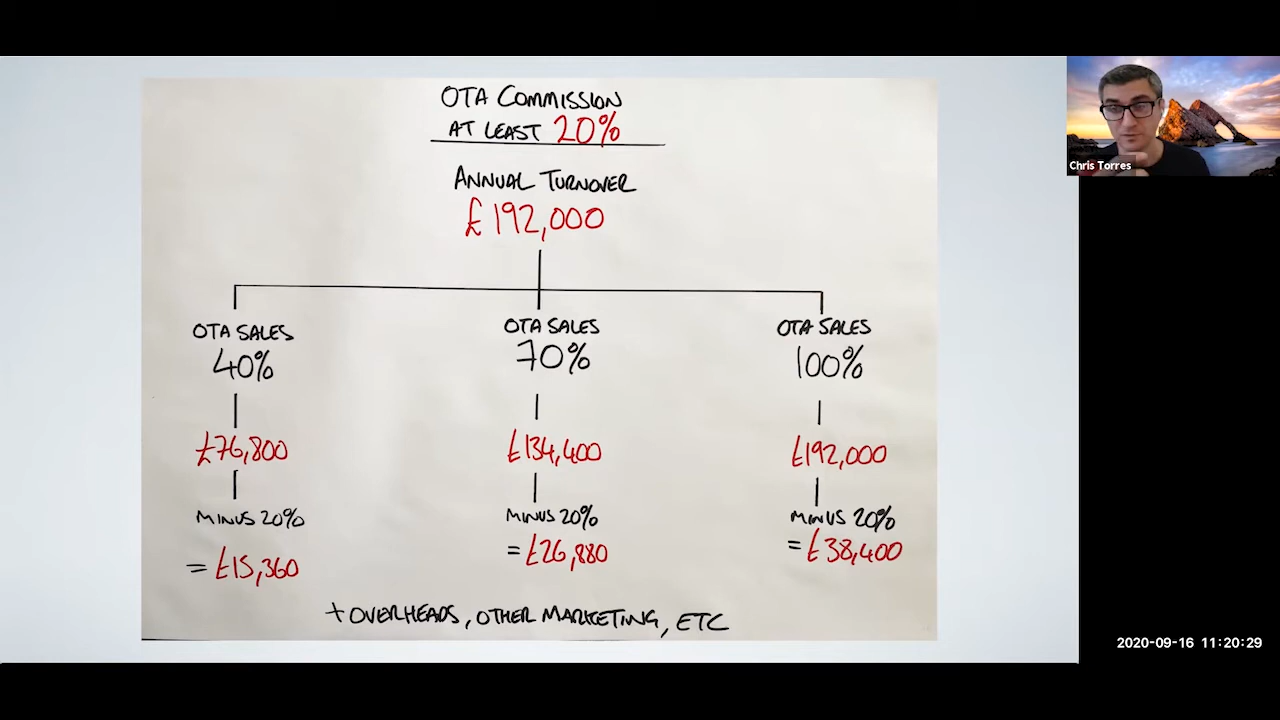 OTA COMMISSION
AT LEAST 20%
ANNUAL TURNOVER
£192,000
OTA SALES
40%
£76,800
MINUS 20%
= £15,360
OTA SALES
70%
£134,400
MINUS 20%
= £26,880
OTA SALES
100%
£192,000
MINUS 20%
= £38,400
+ OVERHEADS, OTHER MARKETING, ETC
Chris Torres
2020-09-16 11:20:29